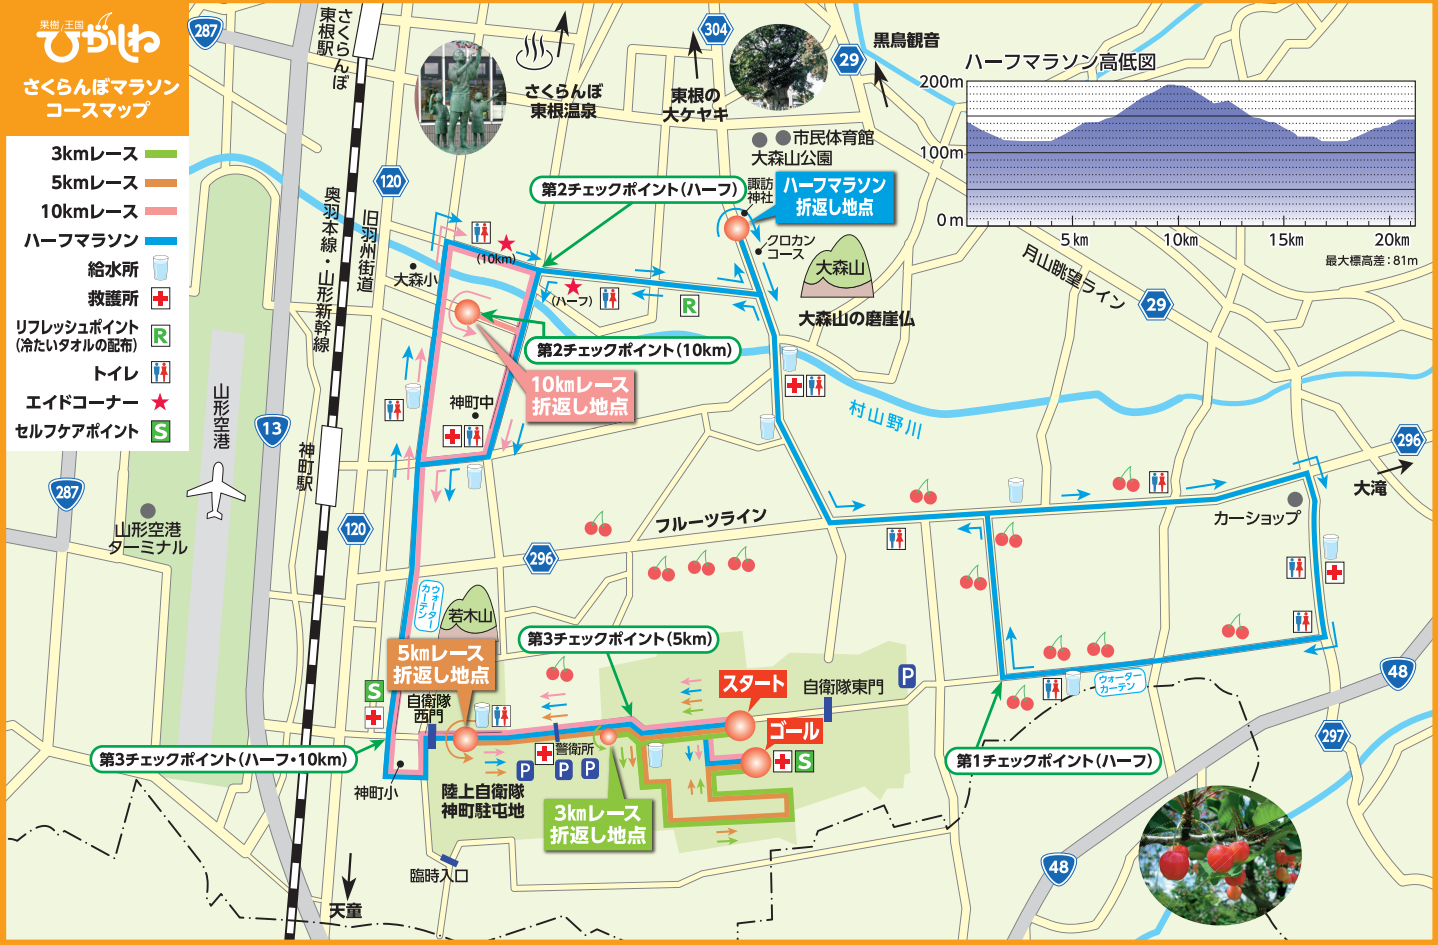 果樹王国
ひがしね
さくらんぼマラソン
コースマップ
3kmレース
5kmレース
10kmレース
ハーフマラソン
給水所
救護所
リフレッシュポイント
(冷たいタオルの配布)
R
トイレ
エイドコーナー
セルフケアポイント
S
287
さくらんぼ
東根駅
さくらんぼ
東根温泉
304
東根の
大ケヤキ
29
黒鳥観音
市民体育館
大森山公園
ハーフマラソン高低図
200m
100m
0m
5km
10km
15km
20km
最大標高差:81m
120
奥羽本線・山形新幹線
旧羽州街道
第2チェックポイント(ハーフ)
諏訪
神社
ハーフマラソン
折返し地点
クロカン
コース
大森山
大森山の磨崖仏
月山眺望ライン
29
大森小
(10km)
(ハーフ)
R
第2チェックポイント(10km)
10kmレース
折返し地点
神町中
村山野川
山形空港
13
神町駅
287
山形空港
ターミナル
120
296
フルーツライン
296
大滝
カーショップ
ウォーター
カーテン
若木山
第3チェックポイント(5km)
5kmレース
折返し地点
S
自衛隊
西門
スタート
ゴール
自衛隊東門
P
ウォーター
カーテン
48
297
第3チェックポイント(ハーフ・10km)
警衛所
P
P
P
S
第1チェックポイント(ハーフ)
神町小
陸上自衛隊
神町駐屯地
3kmレース
折返し地点
臨時入口
48
天童